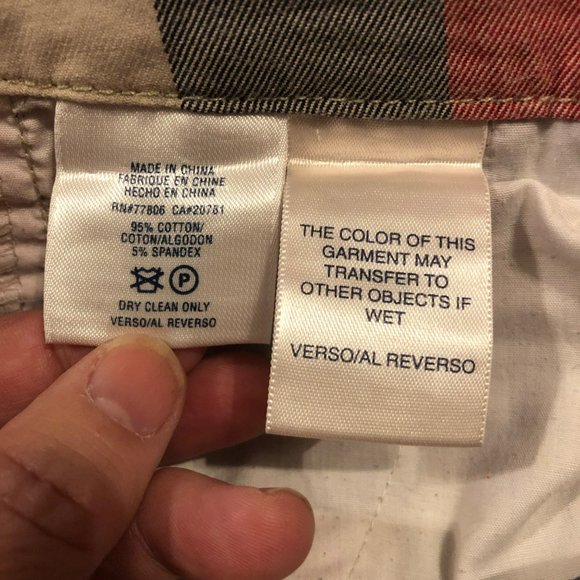 MADE IN CHINA
FABRIQUE EN CHINE
HECHO EN CHINA
RN#77806 CA#20781
95% COTTON/
COTTON/ALGODON
5% SPANDEX
P
DRY CLEAN ONLY
VERSO/AL REVERSO
THE COLOR OF THIS
GARMENT MAY
TRANSFER TO
OTHER OBJECTS IF
WET
VERSO/AL REVERSO